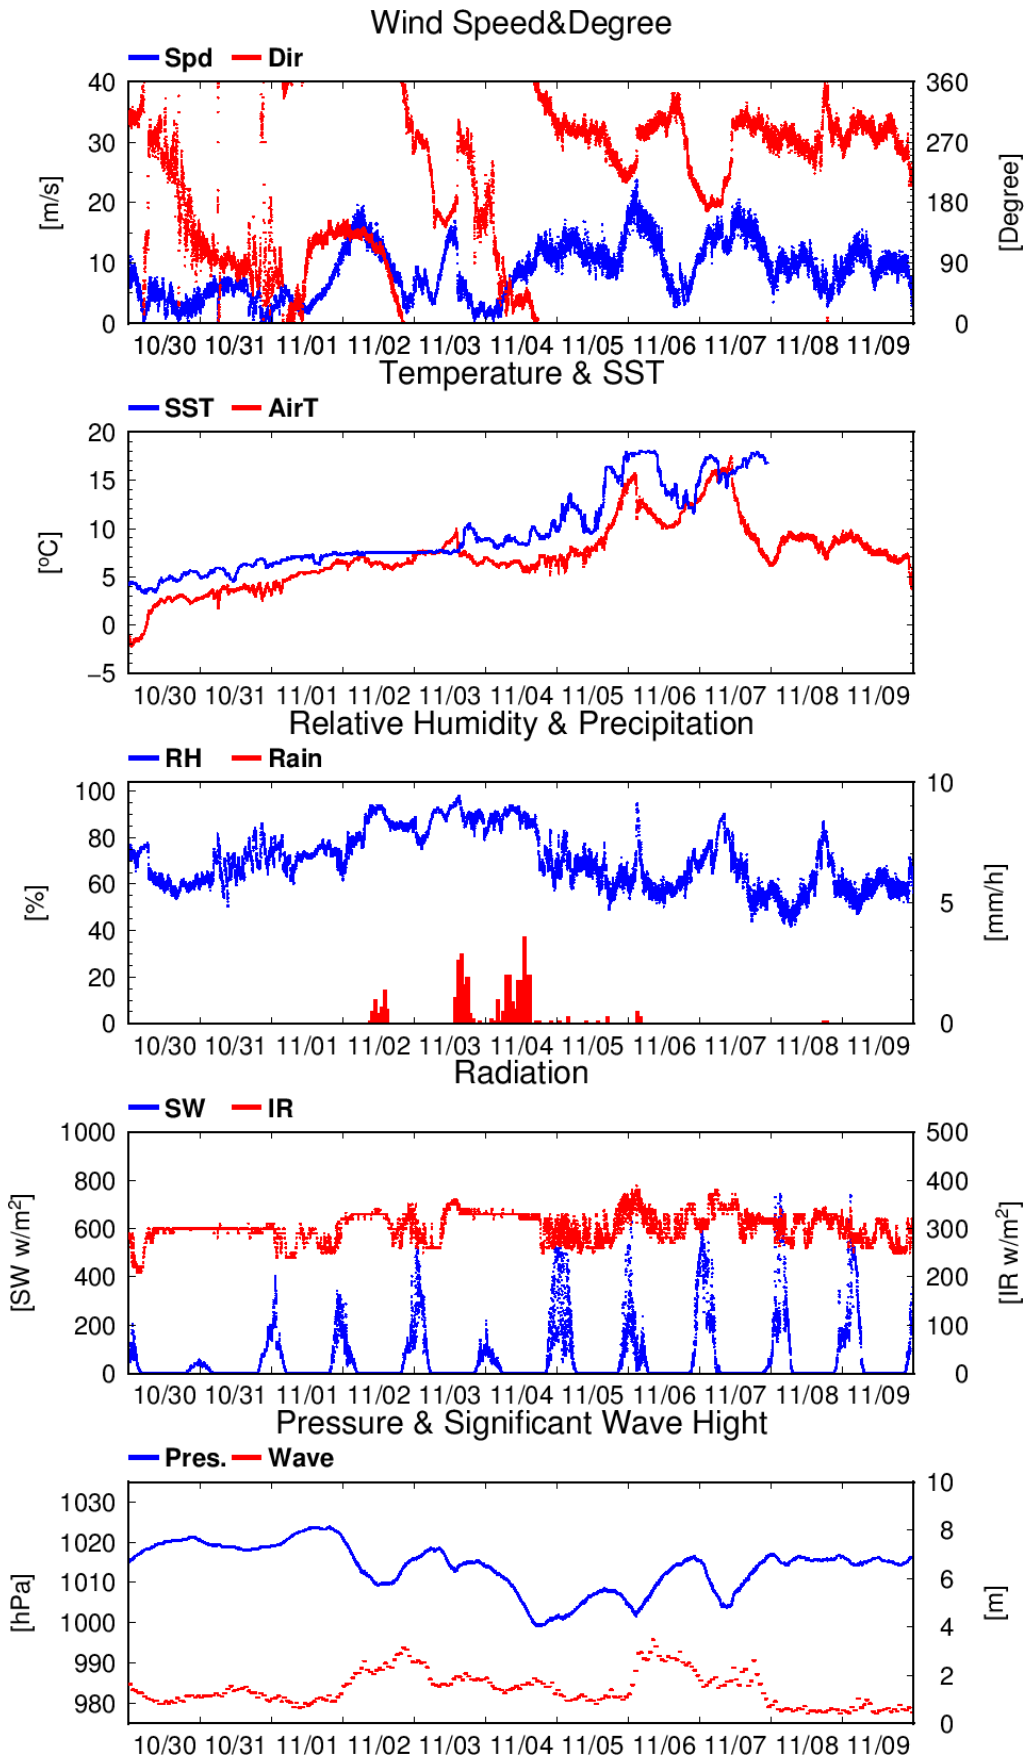 Wind Speed&Degree
Spd Dir
40 360
30 270
20 180
10 90
0 0
[m/s] [Degree]
10/30 10/31 11/01 11/02 11/03 11/04 11/05 11/06 11/07 11/08 11/09
Temperature & SST
SST AirT
20
15
10
5
0
−5
[ºC]
10/30 10/31 11/01 11/02 11/03 11/04 11/05 11/06 11/07 11/08 11/09
Relative Humidity & Precipitation
RH Rain
100 10
80
60
40 5
20
0 0
[%] [mm/h]
10/30 10/31 11/01 11/02 11/03 11/04 11/05 11/06 11/07 11/08 11/09
Radiation
SW IR
1000 500
800 400
600 300
400 200
200 100
0 0
[SW w/m²] [IR w/m²]
10/30 10/31 11/01 11/02 11/03 11/04 11/05 11/06 11/07 11/08 11/09
Pressure & Significant Wave Hight
Pres. Wave
1030 10
1020 8
1010 6
1000 4
990 2
980 0
[hPa] [m]
10/30 10/31 11/01 11/02 11/03 11/04 11/05 11/06 11/07 11/08 11/09